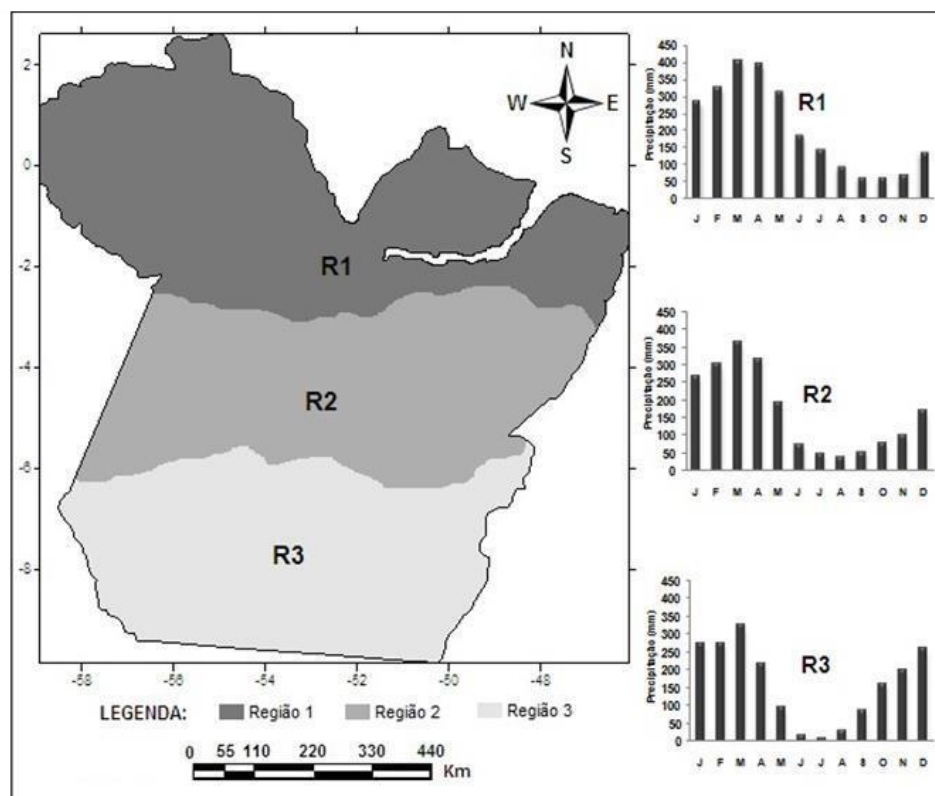 N
W E
S
2
0
-2
-4
-6
-8
-58 -56 -54 -52 -50 -48
R1
R2
R3
LEGENDA: Região 1 Região 2 Região 3
0 55 110 220 330 440
Km
Precipitação (mm)
450
400
350
300
250
200
150
100
50
0
R1
J F M A M J J A S O N D
Precipitação (mm)
450
400
350
300
250
200
150
100
50
0
R2
J F M A M J J A S O N D
Precipitação (mm)
450
400
350
300
250
200
150
100
50
0
R3
J F M A M J J A S O N D